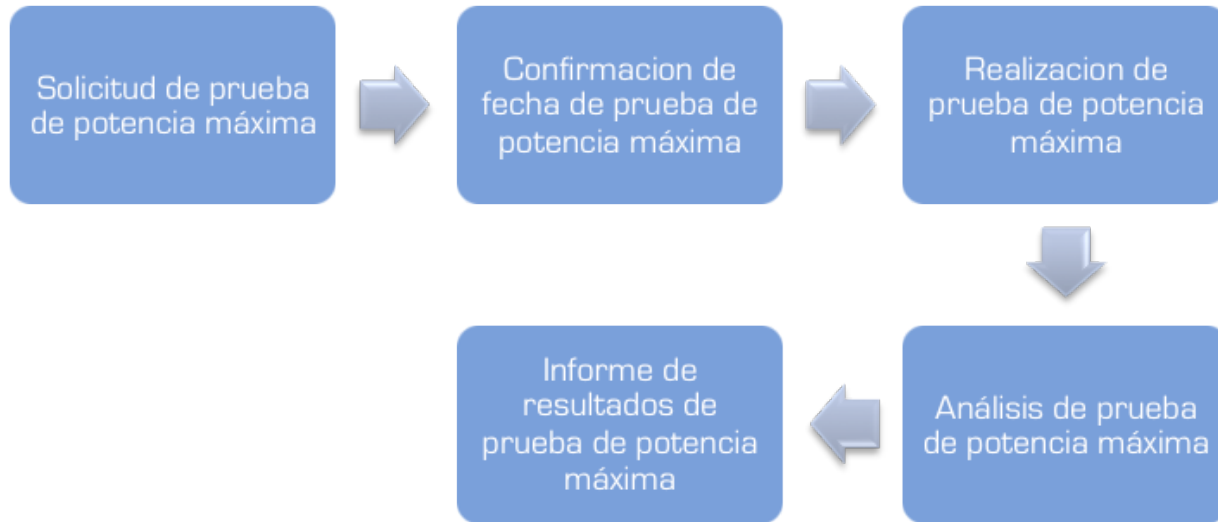 Solicitud de prueba
de potencia máxima
Confirmacion de
fecha de prueba de
potencia máxima
Realizacion de
prueba de potencia
máxima
Análisis de prueba
de potencia máxima
Informe de
resultados de
prueba de potencia
máxima